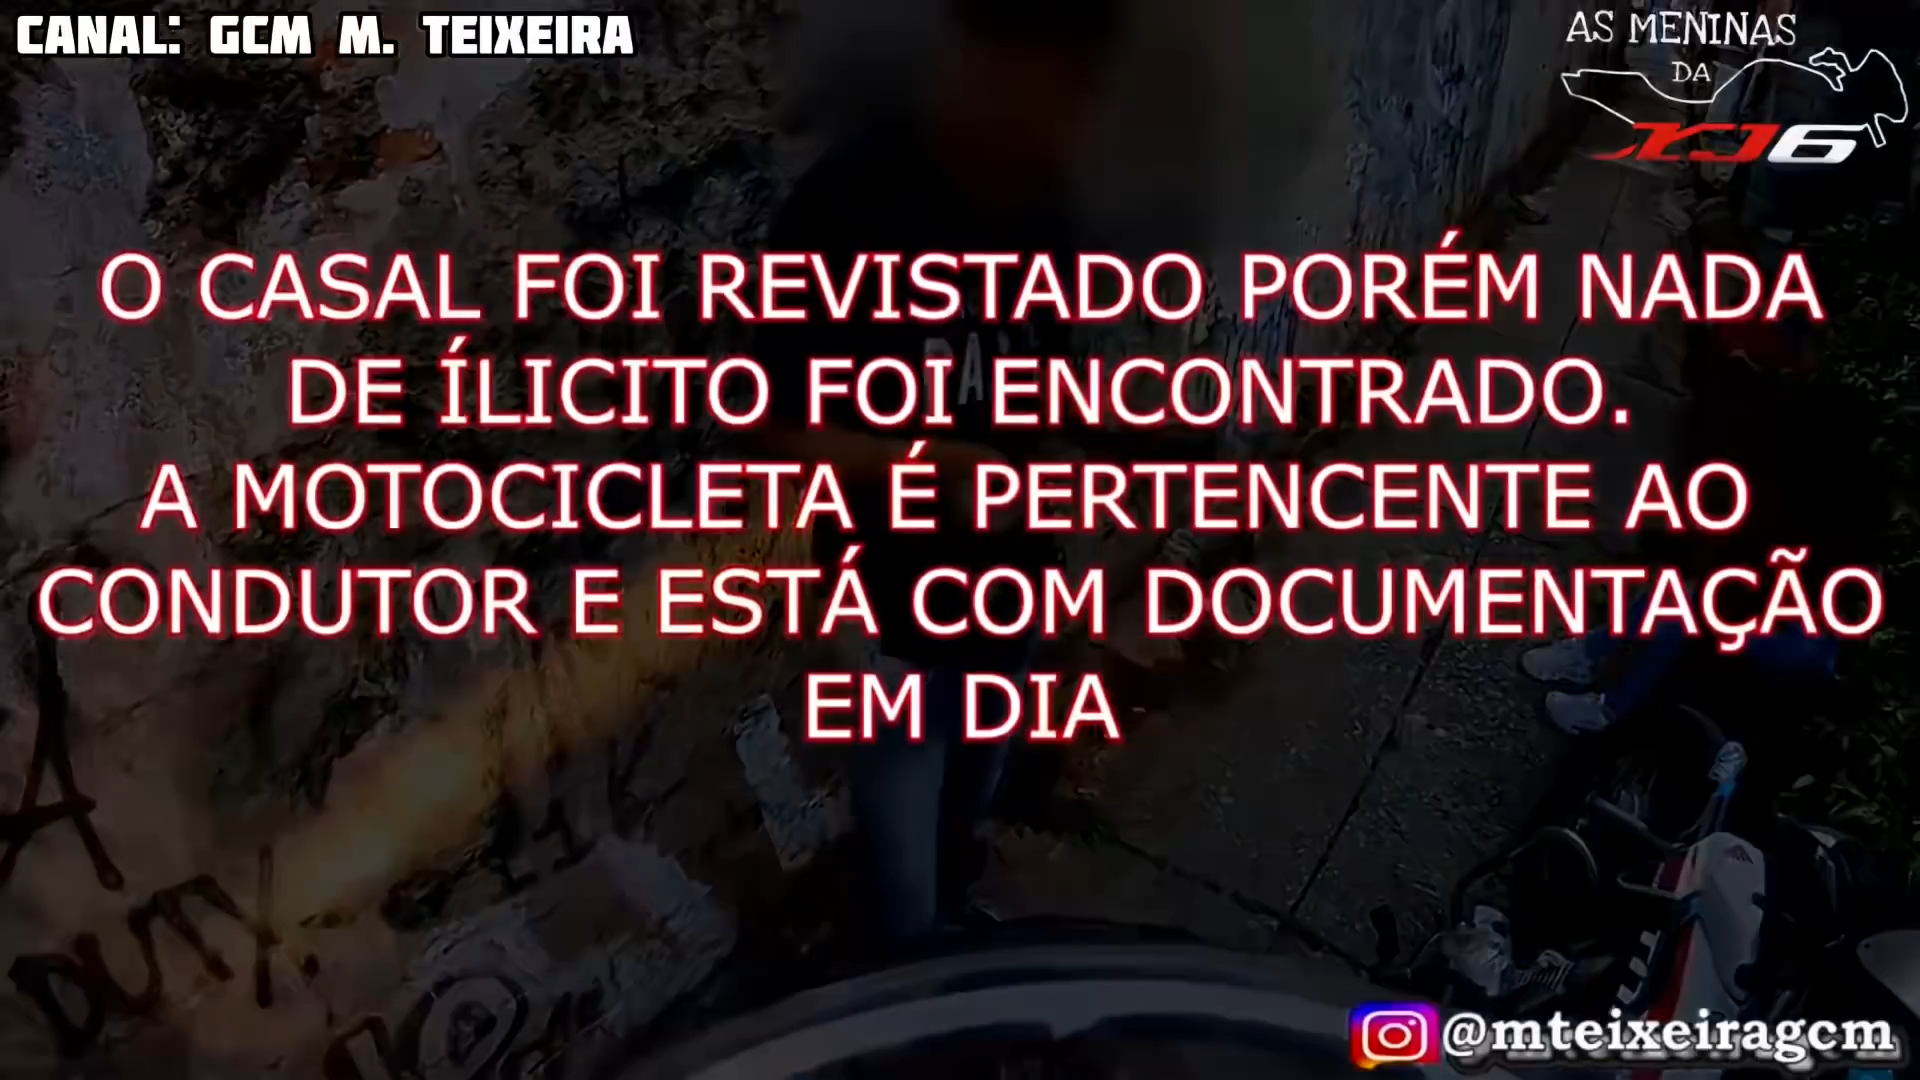 CANAL: GCM M. TEIXEIRA
AS MENINAS
DA
XJ6
O CASAL FOI REVISTADO PORÉM NADA
DE ÍLICITO FOI ENCONTRADO.
A MOTOCICLETA É PERTENCENTE AO
CONDUTOR E ESTÁ COM DOCUMENTAÇÃO
EM DIA
@mteixeiragcm